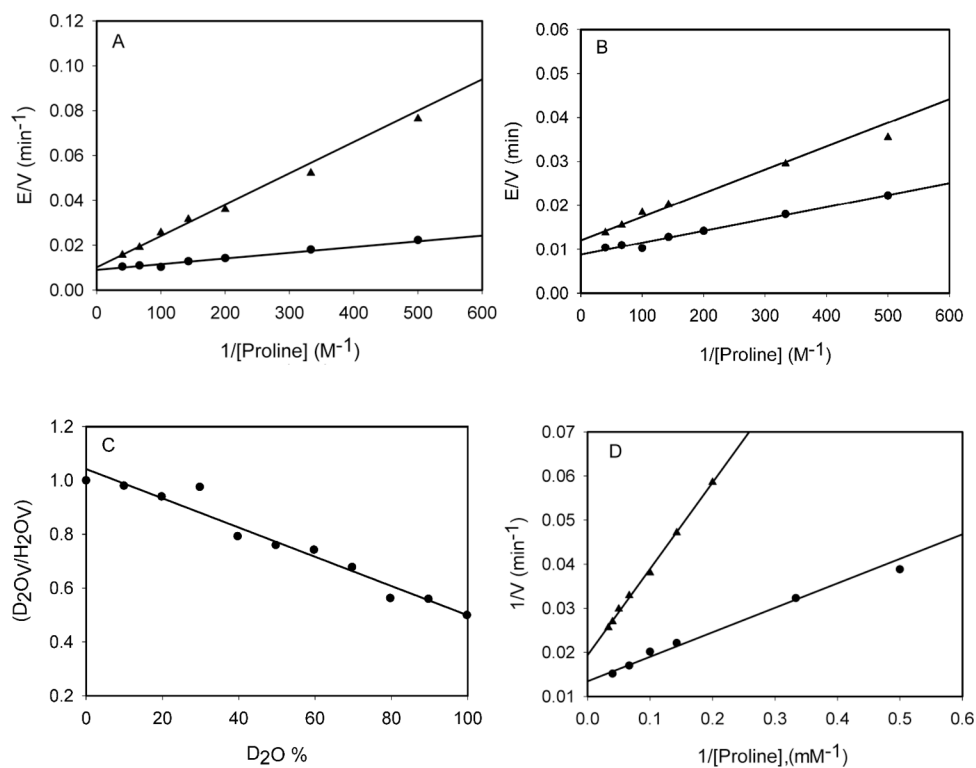 A
0.12
0.10
0.08
0.06
0.04
0.02
0.00
E/V (min⁻¹)
0 100 200 300 400 500 600
1/[Proline] (M⁻¹)
B
0.06
0.05
0.04
0.03
0.02
0.01
0.00
E/V (min)
0 100 200 300 400 500 600
1/[Proline] (M⁻¹)
C
1.2
1.0
0.8
0.6
0.4
0.2
(D₂OV/H₂OV)
0 20 40 60 80 100
D₂O %
D
0.07
0.06
0.05
0.04
0.03
0.02
0.01
1/V (min⁻¹)
0.0 0.1 0.2 0.3 0.4 0.5 0.6
1/[Proline],(mM⁻¹)